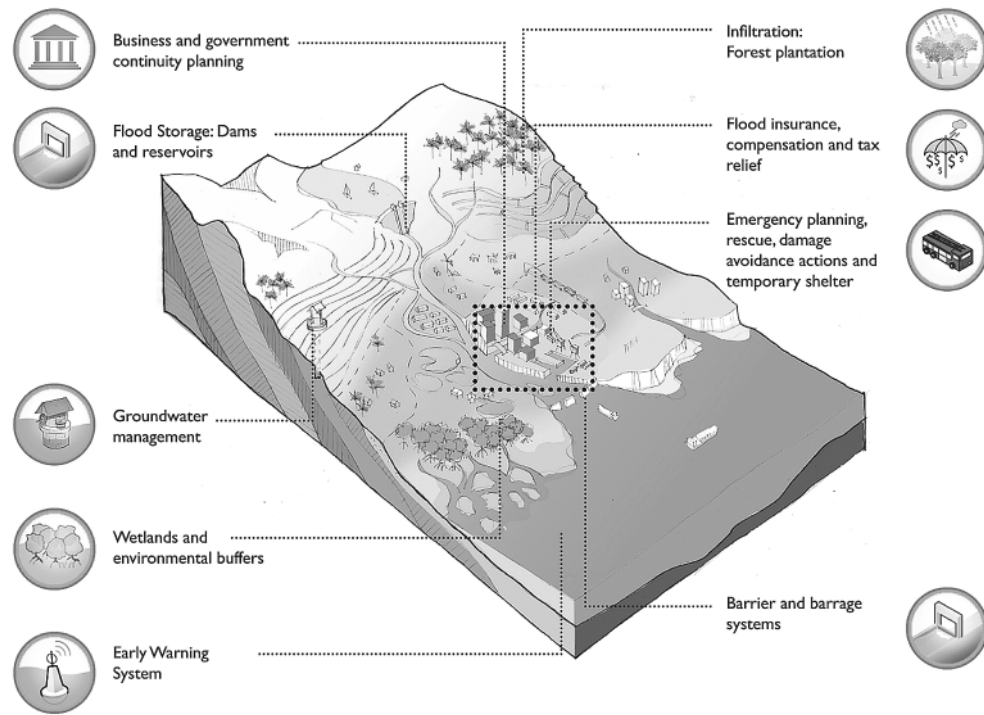 Business and government
continuity planning
Flood Storage: Dams
and reservoirs
Groundwater
management
Wetlands and
environmental buffers
Early Warning
System
Infiltration:
Forest plantation
Flood insurance,
compensation and tax
relief
$$ $ $
$ $
Emergency planning,
rescue, damage
avoidance actions and
temporary shelter
Barrier and barrage
systems